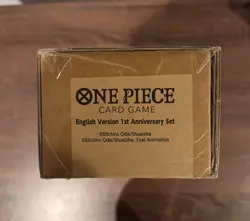 ONE PIECE
CARD GAME
English Version 1st Anniversary Set
©Eiichiro Oda/Shueisha
©Eiichiro Oda/Shueisha, Toei Animation